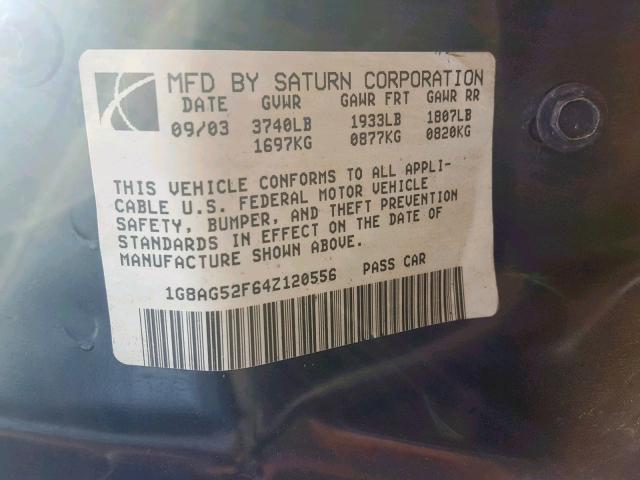 MFD BY SATURN CORPORATION
DATE GVWR GAWR FRT GAWR RR
09/03 3740LB 1933LB 1807LB
1697KG 0877KG 0820KG
THIS VEHICLE CONFORMS TO ALL APPLI-
CABLE U.S. FEDERAL MOTOR VEHICLE
SAFETY, BUMPER, AND THEFT PREVENTION
STANDARDS IN EFFECT ON THE DATE OF
MANUFACTURE SHOWN ABOVE.
1G8AG52F64Z120556 PASS CAR